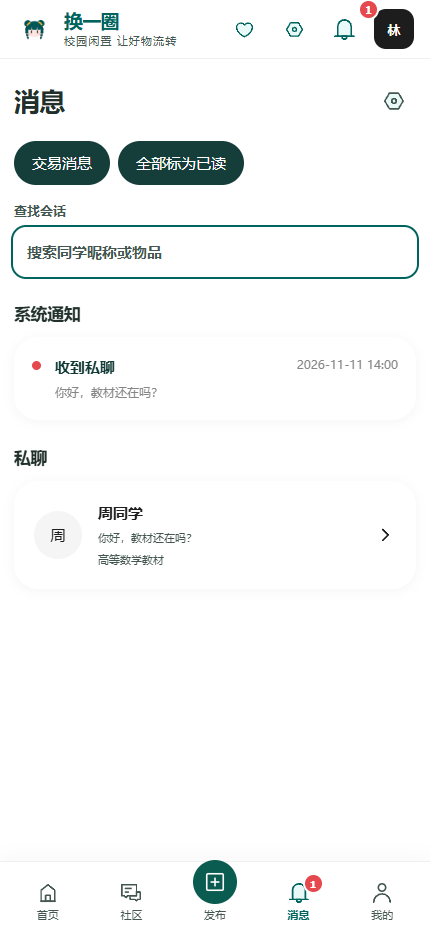 换一圈
校园闲置 让好物流转
1
林
消息
交易消息
全部标为已读
查找会话
搜索同学昵称或物品
系统通知
收到私聊
2026-11-11 14:00
你好，教材还在吗？
私聊
周
周同学
你好，教材还在吗？
高等数学教材
首页
社区
发布
1
消息
我的